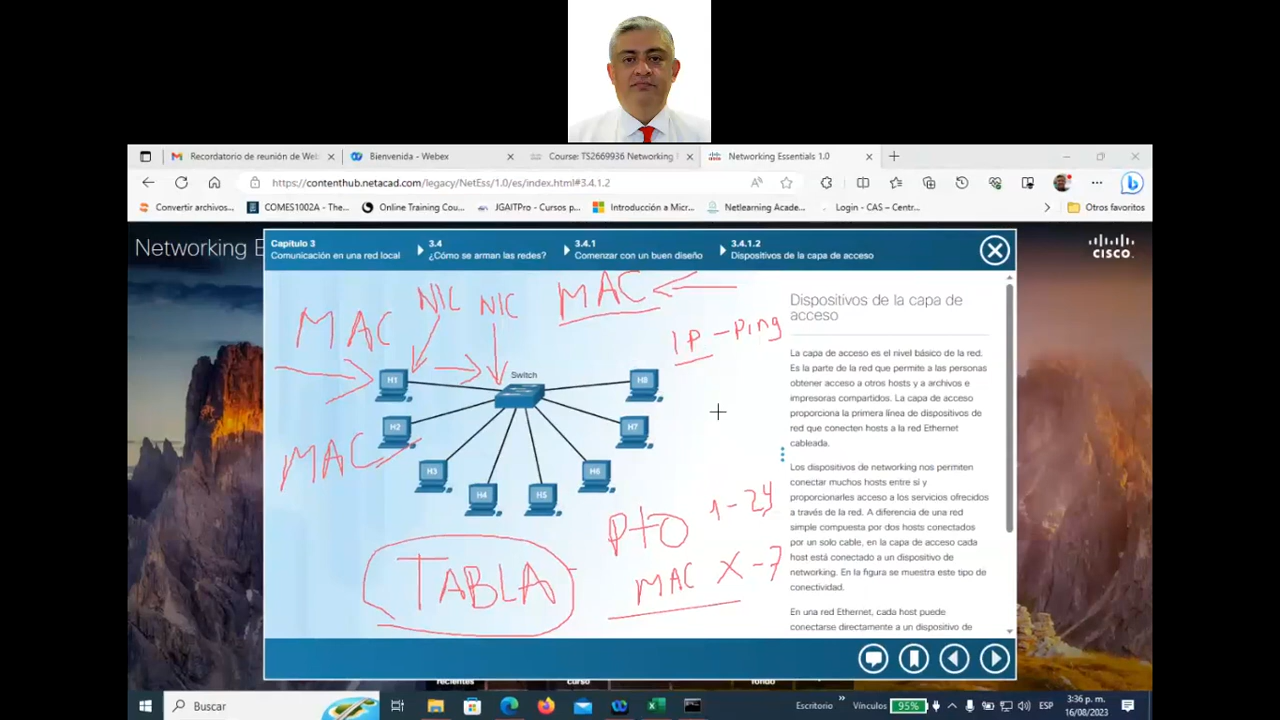 Recordatorio de reunión de Web
Bienvenida - Webex
Course: TS2669936 Networking
Networking Essentials 1.0
https://contenthub.netacad.com/legacy/NetEss/1.0/es/index.html#3.4.1.2
Convertir archivos...
COMES1002A - The...
Online Training Cou...
JGAITPro - Cursos p...
Introducción a Micr...
Netlearning Acade...
Login - CAS – Centr...
Otros favoritos
Networking E
Capítulo 3
Comunicación en una red local
3.4
¿Cómo se arman las redes?
3.4.1
Comenzar con un buen diseño
3.4.1.2
Dispositivos de la capa de acceso
CISCO
NIC
NIC
MAC
MAC
IP - Ping
Switch
H1
H8
H2
H7
MAC
H3
H6
H4
H5
PtO 1-24
TABLA
MAC X-7
Dispositivos de la capa de
acceso
La capa de acceso es el nivel básico de la red.
Es la parte de la red que permite a las personas
obtener acceso a otros hosts y a archivos e
impresoras compartidos. La capa de acceso
proporciona la primera línea de dispositivos de
red que conecten hosts a la red Ethernet
cableada.
Los dispositivos de networking nos permiten
conectar muchos hosts entre sí y
proporcionarles acceso a los servicios ofrecidos
a través de la red. A diferencia de una red
simple compuesta por dos hosts conectados
por un solo cable, en la capa de acceso cada
host está conectado a un dispositivo de
networking. En la figura se muestra este tipo de
conectividad.
En una red Ethernet, cada host puede
conectarse directamente a un dispositivo de
recientes
curso
fondo
Buscar
Escritorio
Vínculos
95%
ESP
3:36 p. m.
16/08/2023